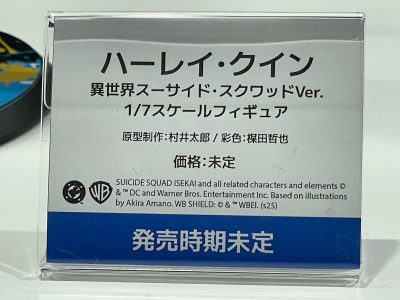 ハーレイ・クイン
異世界スーサイド・スクワッドVer.
1/7スケールフィギュア
原型制作:村井太郎 / 彩色:楳田哲也
価格:未定
DC WB SUICIDE SQUAD ISEKAI and all related characters and elements ©
& ™ DC and Warner Bros. Entertainment Inc. Based on illustrations
by Akira Amano. WB SHIELD: © & ™ WBEI. (s25)
発売時期未定